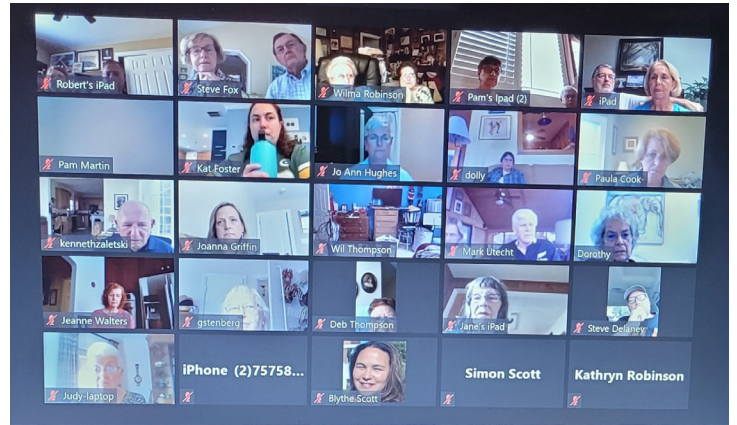 Robert's iPad
Steve Fox
Wilma Robinson
Pam's Ipad (2)
iPad
Pam Martin
Kat Foster
Jo Ann Hughes
dolly
Paula Cook
kennethzaletski
Joanna Griffin
Wil Thompson
Mark Utecht
Dorothy
Jeanne Walters
gstenberg
Deb Thompson
Jane's iPad
Steve Delaney
Judy-laptop
iPhone (2)75758...
Blythe Scott
Simon Scott
Kathryn Robinson